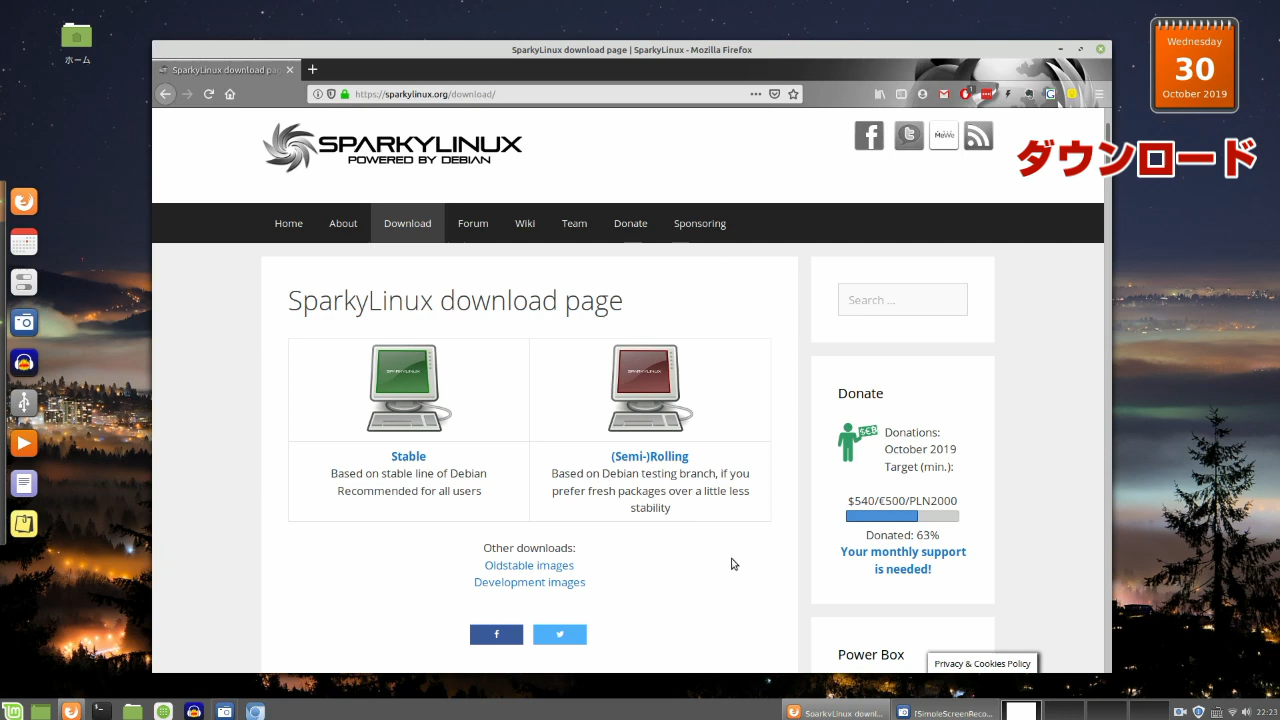 ホーム
SparkyLinux download page | SparkyLinux - Mozilla Firefox
Wednesday
30
October 2019
SparkyLinux download pag
https://sparkylinux.org/download/
SPARKYLINUX
POWERED BY DEBIAN
MeWe
ダウンロード
Home
About
Download
Forum
Wiki
Team
Donate
Sponsoring
SparkyLinux download page
Search ...
SPARKYLINUX
SPARKYLINUX
Stable
Based on stable line of Debian
Recommended for all users
(Semi-)Rolling
Based on Debian testing branch, if you
prefer fresh packages over a little less
stability
Other downloads:
Oldstable images
Development images
Donate
Donations:
October 2019
Target (min.):
$540/€500/PLN2000
Donated: 63%
Your monthly support
is needed!
Power Box
Privacy & Cookies Policy
SparkyLinux downl...
[SimpleScreenReco...
22:23